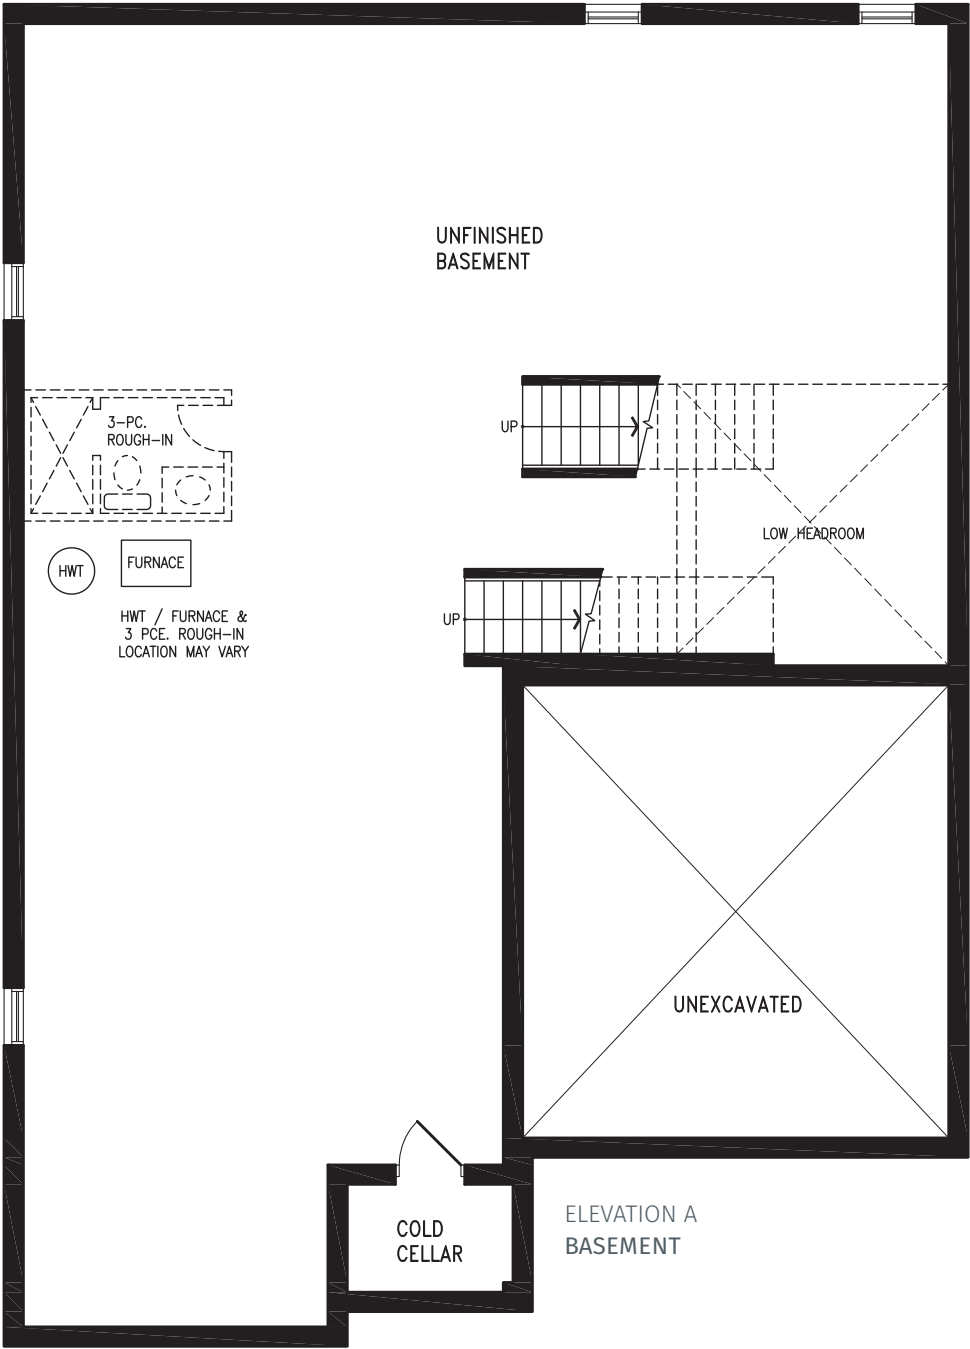 UNFINISHED
BASEMENT
3-PC.
ROUGH-IN
UP
LOW HEADROOM
HWT
FURNACE
HWT / FURNACE &
3 PCE. ROUGH-IN
LOCATION MAY VARY
UP
UNEXCAVATED
COLD
CELLAR
ELEVATION A
BASEMENT